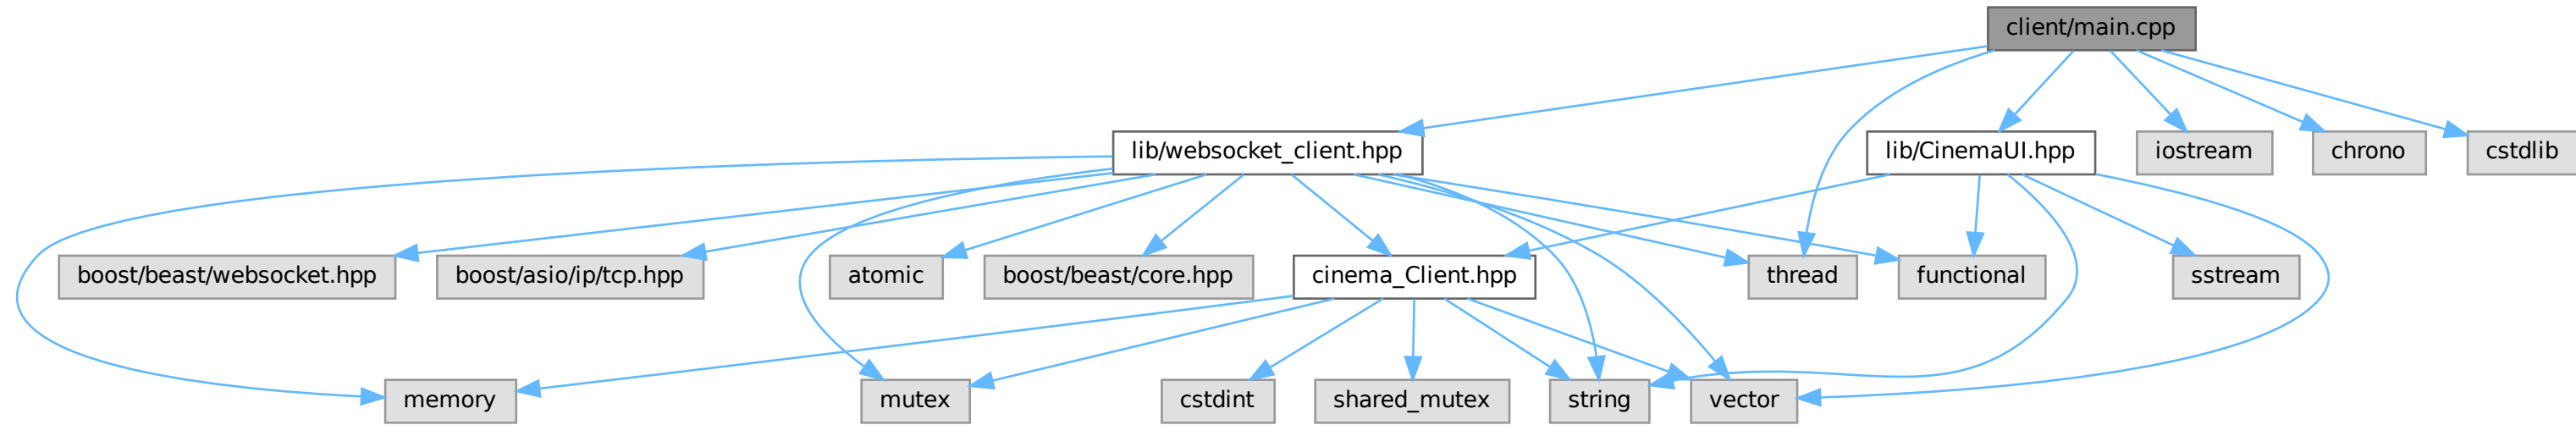 client/main.cpp
lib/websocket_client.hpp
lib/CinemaUI.hpp
iostream
chrono
cstdlib
boost/beast/websocket.hpp
boost/asio/ip/tcp.hpp
atomic
boost/beast/core.hpp
cinema_Client.hpp
thread
functional
sstream
memory
mutex
cstdint
shared_mutex
string
vector